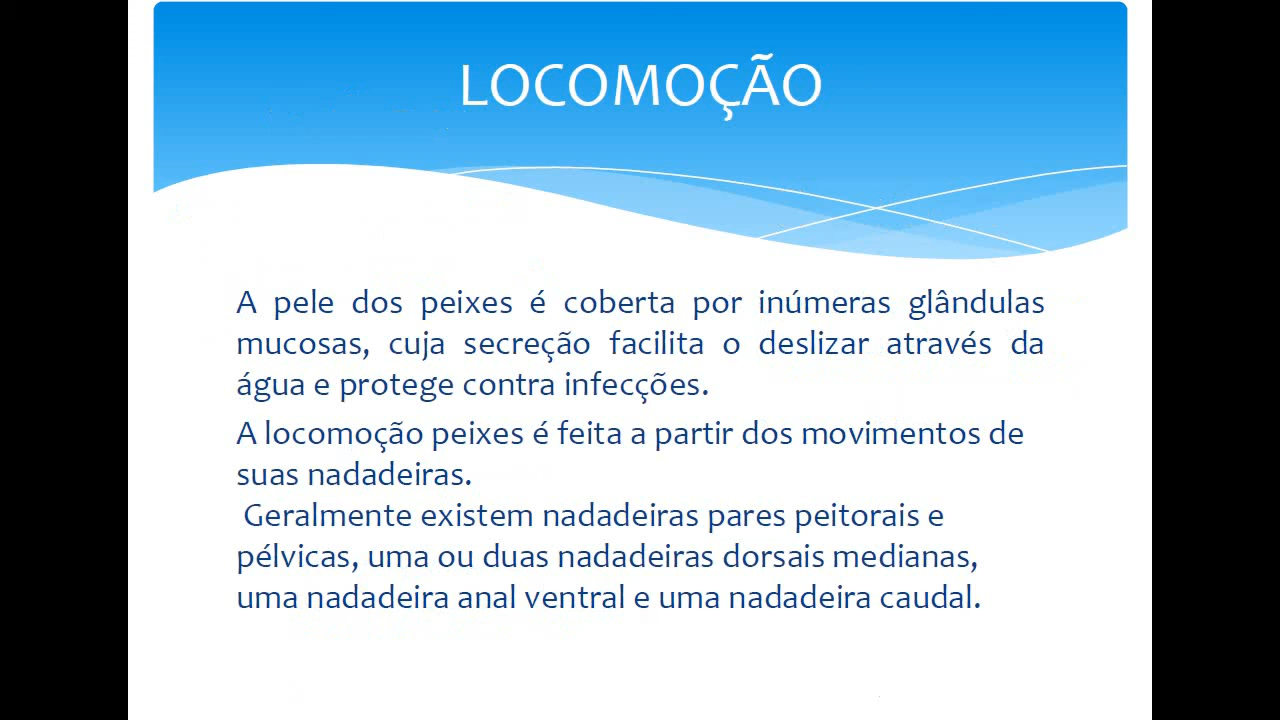 LOCOMOÇÃO
A pele dos peixes é coberta por inúmeras glândulas
mucosas, cuja secreção facilita o deslizar através da
água e protege contra infecções.
A locomoção peixes é feita a partir dos movimentos de
suas nadadeiras.
Geralmente existem nadadeiras pares peitorais e
pélvicas, uma ou duas nadadeiras dorsais medianas,
uma nadadeira anal ventral e uma nadadeira caudal.